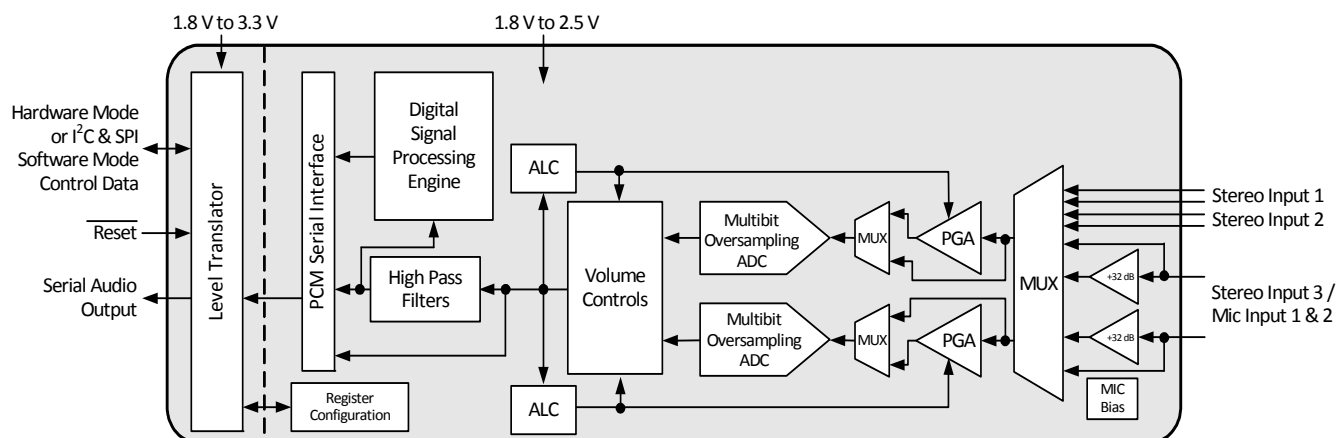 1.8 V to 3.3 V
1.8 V to 2.5 V
Hardware Mode
or I²C & SPI
Software Mode
Control Data
Reset
Serial Audio
Output
Level Translator
PCM Serial Interface
Digital
Signal
Processing
Engine
High Pass
Filters
Register
Configuration
ALC
Volume
Controls
ALC
Multibit
Oversampling
ADC
Multibit
Oversampling
ADC
MUX
MUX
PGA
PGA
MUX
+32 dB
+32 dB
MIC
Bias
Stereo Input 1
Stereo Input 2
Stereo Input 3 /
Mic Input 1 & 2